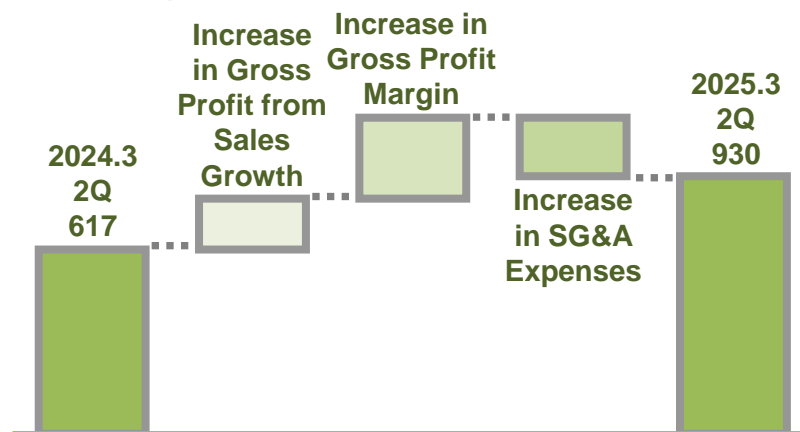 2024.3
2Q
617
Increase
in Gross
Profit from
Sales
Growth
Increase in
Gross Profit
Margin
Increase
in SG&A
Expenses
2025.3
2Q
930